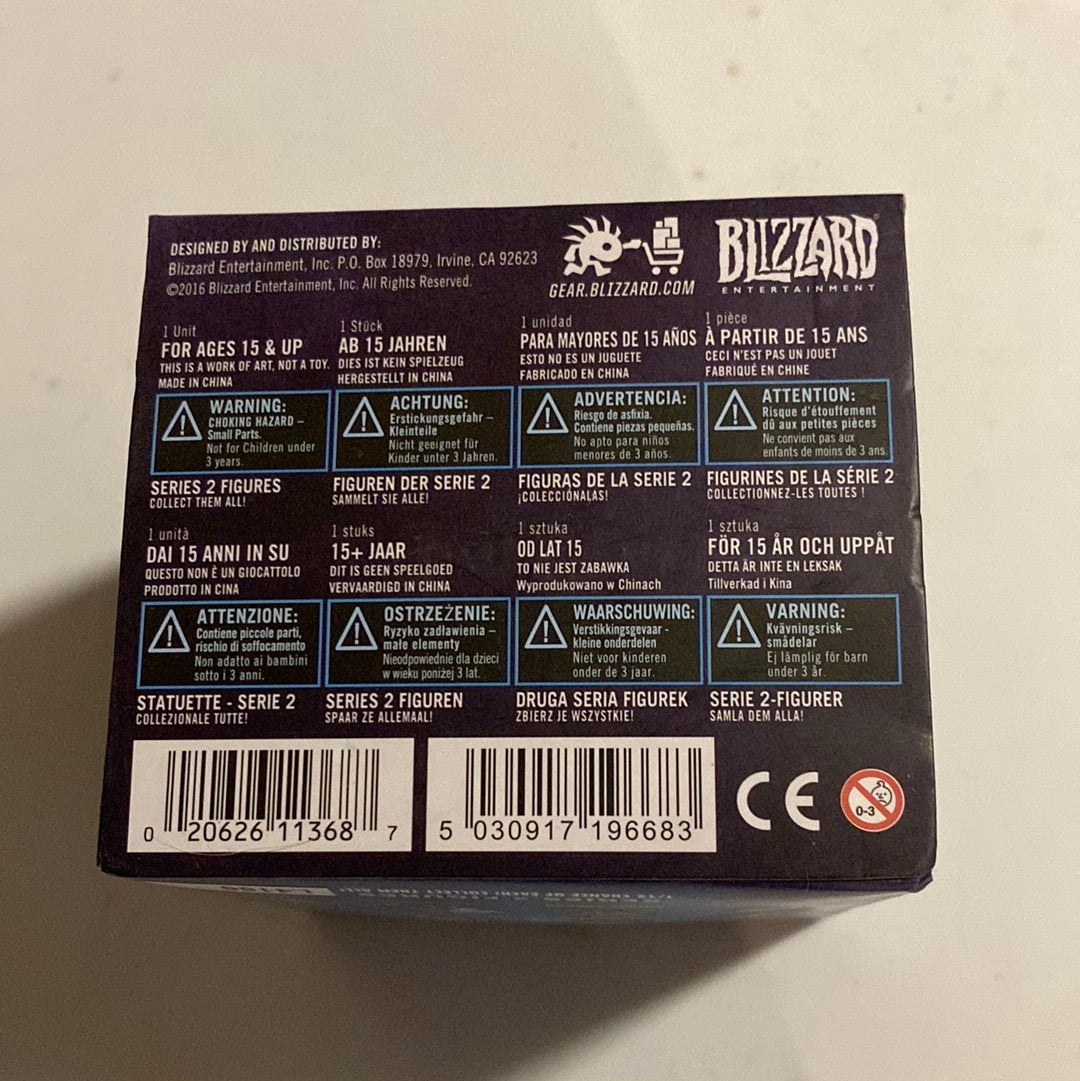 DESIGNED BY AND DISTRIBUTED BY:
Blizzard Entertainment, Inc. P.O. Box 18979, Irvine, CA 92623
©2016 Blizzard Entertainment, Inc. All Rights Reserved.
GEAR.BLIZZARD.COM
BLIZZARD
ENTERTAINMENT
1 Unit
FOR AGES 15 & UP
THIS IS A WORK OF ART, NOT A TOY.
MADE IN CHINA
WARNING:
CHOKING HAZARD –
Small Parts.
Not for Children under
3 years.
SERIES 2 FIGURES
COLLECT THEM ALL!
1 Stück
AB 15 JAHREN
DIES IST KEIN SPIELZEUG
HERGESTELLT IN CHINA
ACHTUNG:
Erstickungsgefahr –
Kleinteile
Nicht geeignet für
Kinder unter 3 Jahren.
FIGUREN DER SERIE 2
SAMMELT SIE ALLE!
1 unidad
PARA MAYORES DE 15 AÑOS
ESTO NO ES UN JUGUETE
FABRICADO EN CHINA
ADVERTENCIA:
Riesgo de asfixia.
Contiene piezas pequeñas.
No apto para niños
menores de 3 años.
FIGURAS DE LA SERIE 2
¡COLECCIÓNALAS!
1 pièce
À PARTIR DE 15 ANS
CECI N'EST PAS UN JOUET
FABRIQUÉ EN CHINE
ATTENTION:
Risque d'étouffement
dû aux petites pièces
Ne convient pas aux
enfants de moins de 3 ans.
FIGURINES DE LA SÉRIE 2
COLLECTIONNEZ-LES TOUTES !
1 unità
DAI 15 ANNI IN SU
QUESTO NON È UN GIOCATTOLO
PRODOTTO IN CINA
ATTENZIONE:
Contiene piccole parti,
rischio di soffocamento
Non adatto ai bambini
sotto i 3 anni.
STATUETTE - SERIE 2
COLLEZIONALE TUTTE!
1 stuks
15+ JAAR
DIT IS GEEN SPEELGOED
VERVAARDIGD IN CHINA
OSTRZEŻENIE:
Ryzyko zadławienia –
małe elementy
Nieodpowiednie dla dzieci
w wieku poniżej 3 lat.
SERIES 2 FIGUREN
SPAAR ZE ALLEMAAL!
1 sztuka
OD LAT 15
TO NIE JEST ZABAWKA
Wyprodukowano w Chinach
WAARSCHUWING:
Verstikkingsgevaar -
kleine onderdelen
Niet voor kinderen
onder de 3 jaar.
DRUGA SERIA FIGUREK
ZBIERZ JE WSZYSTKIE!
1 sztuka
FÖR 15 ÅR OCH UPPÅT
DETTA ÄR INTE EN LEKSAK
Tillverkad i Kina
VARNING:
Kvävningsrisk –
smådelar
Ej lämplig för barn
under 3 år.
SERIE 2-FIGURER
SAMLA DEM ALLA!
0 20626 11368 7
5 030917 196683
CE
0-3